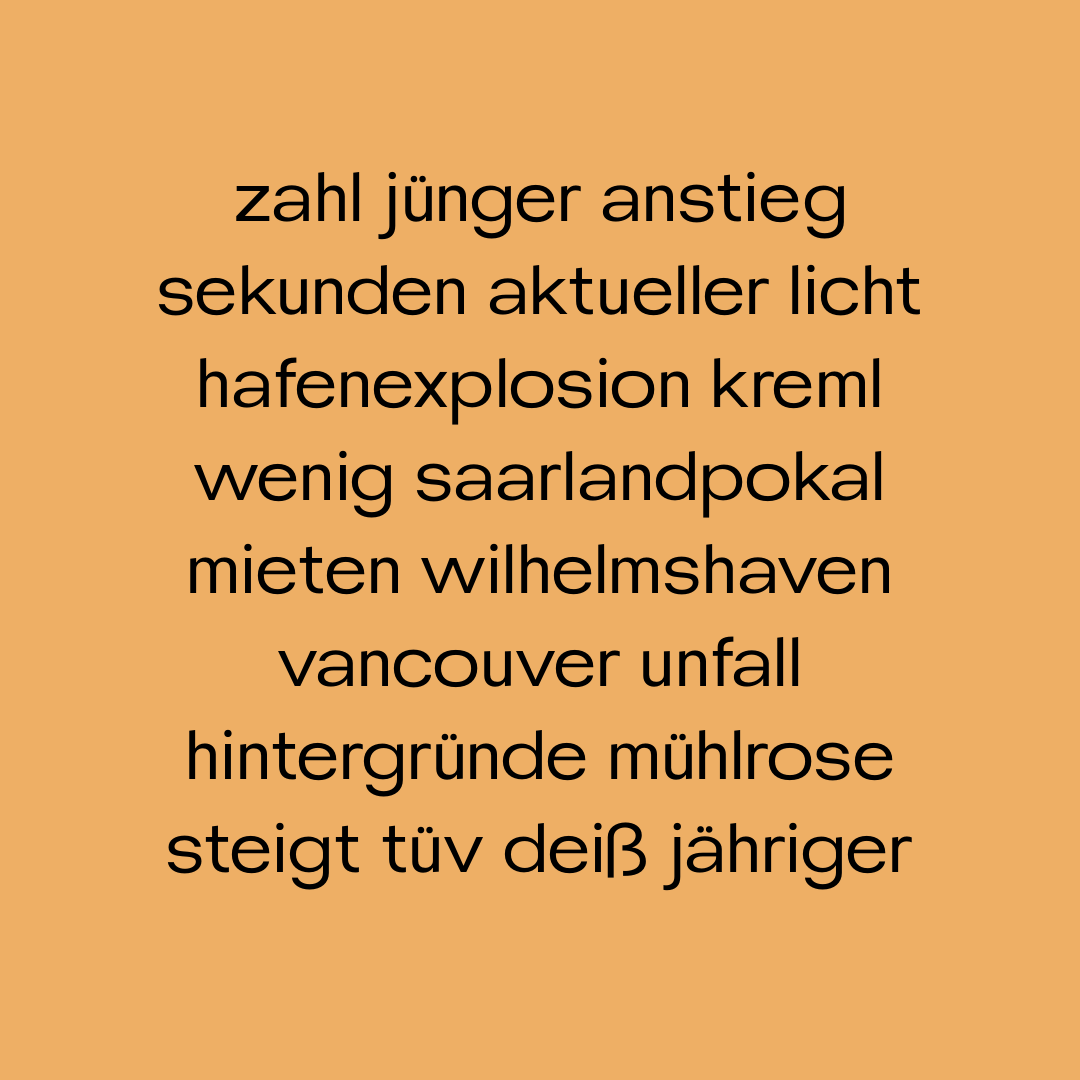 zahl jünger anstieg
sekunden aktueller licht
hafenexplosion kreml
wenig saarlandpokal
mieten wilhelmshaven
vancouver unfall
hintergründe mühlrose
steigt tüv deiß jähriger